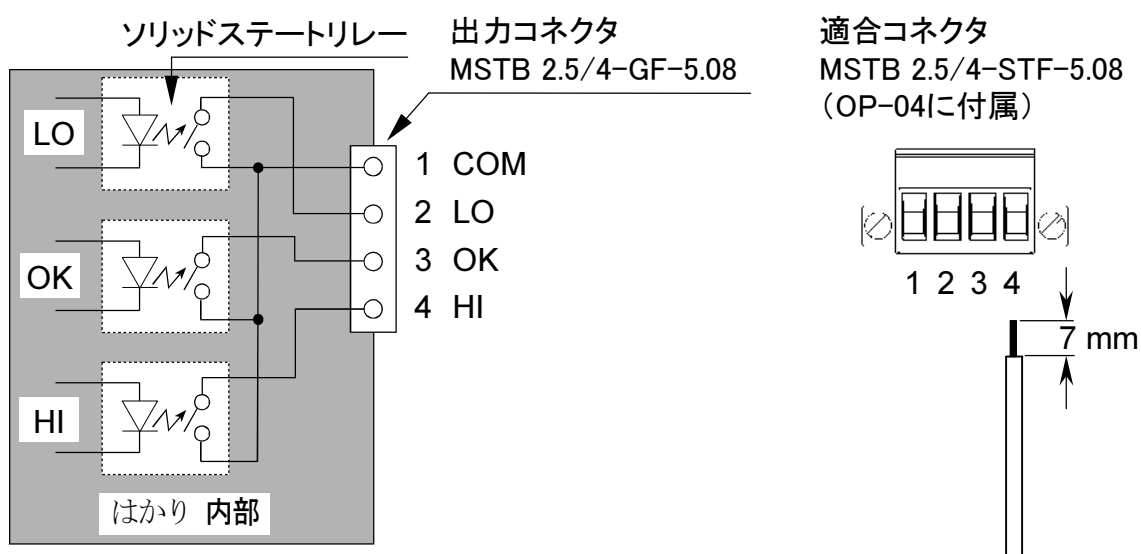 ソリッドステートリレー
出力コネクタ
MSTB 2.5/4-GF-5.08
適合コネクタ
MSTB 2.5/4-STF-5.08
（OP-04に付属）
LO
OK
HI
はかり 内部
1 COM
2 LO
3 OK
4 HI
1 2 3 4
7 mm